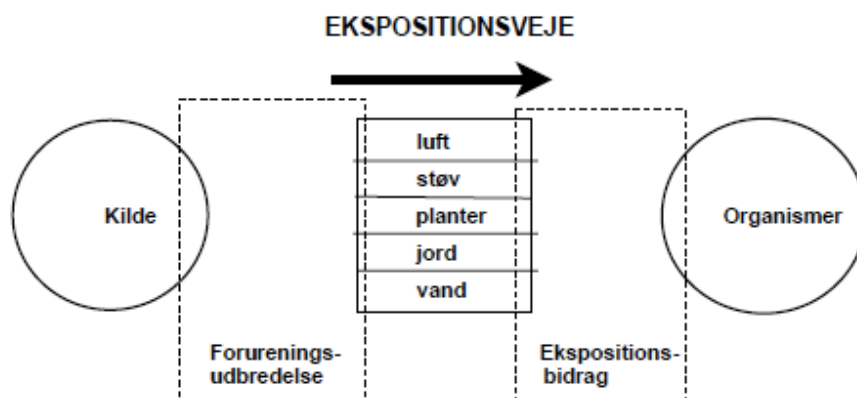 EKSPOSITIONSVEJE
Kilde
luft
støv
planter
jord
vand
Organismer
Forurenings-
udbredelse
Ekspositions-
bidrag